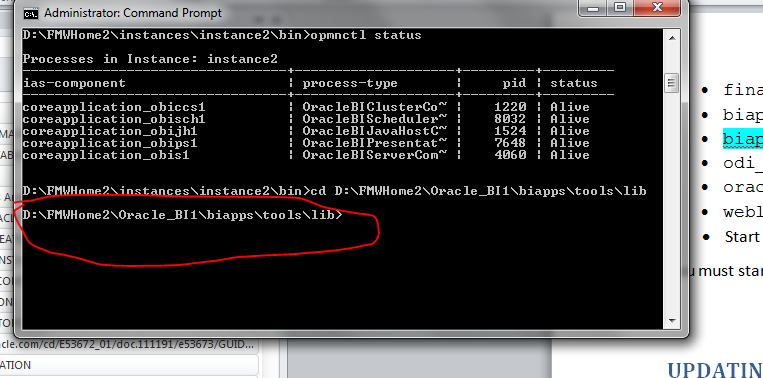 Administrator: Command Prompt
D:\FMWHome2\instances\instance2\bin>opmnctl status
Processes in Instance: instance2
ias-component | process-type | pid | status
coreapplication_obiccs1 | OracleBIClusterCo~ | 1220 | Alive
coreapplication_obisch1 | OracleBIScheduler~ | 8032 | Alive
coreapplication_obijh1 | OracleBIJavaHostC~ | 1524 | Alive
coreapplication_obips1 | OracleBIPresentat~ | 7648 | Alive
coreapplication_obis1 | OracleBIServerCom~ | 4060 | Alive
D:\FMWHome2\instances\instance2\bin>cd D:\FMWHome2\Oracle_BI1\biapps\tools\lib
D:\FMWHome2\Oracle_BI1\biapps\tools\lib>
• fina
• biap
• biap
• odi_
• orac
• webl
• Start
u must star
UPDATIN
acle.com/cd/E53672_01/doc.111191/e53673/GUID...
ATION